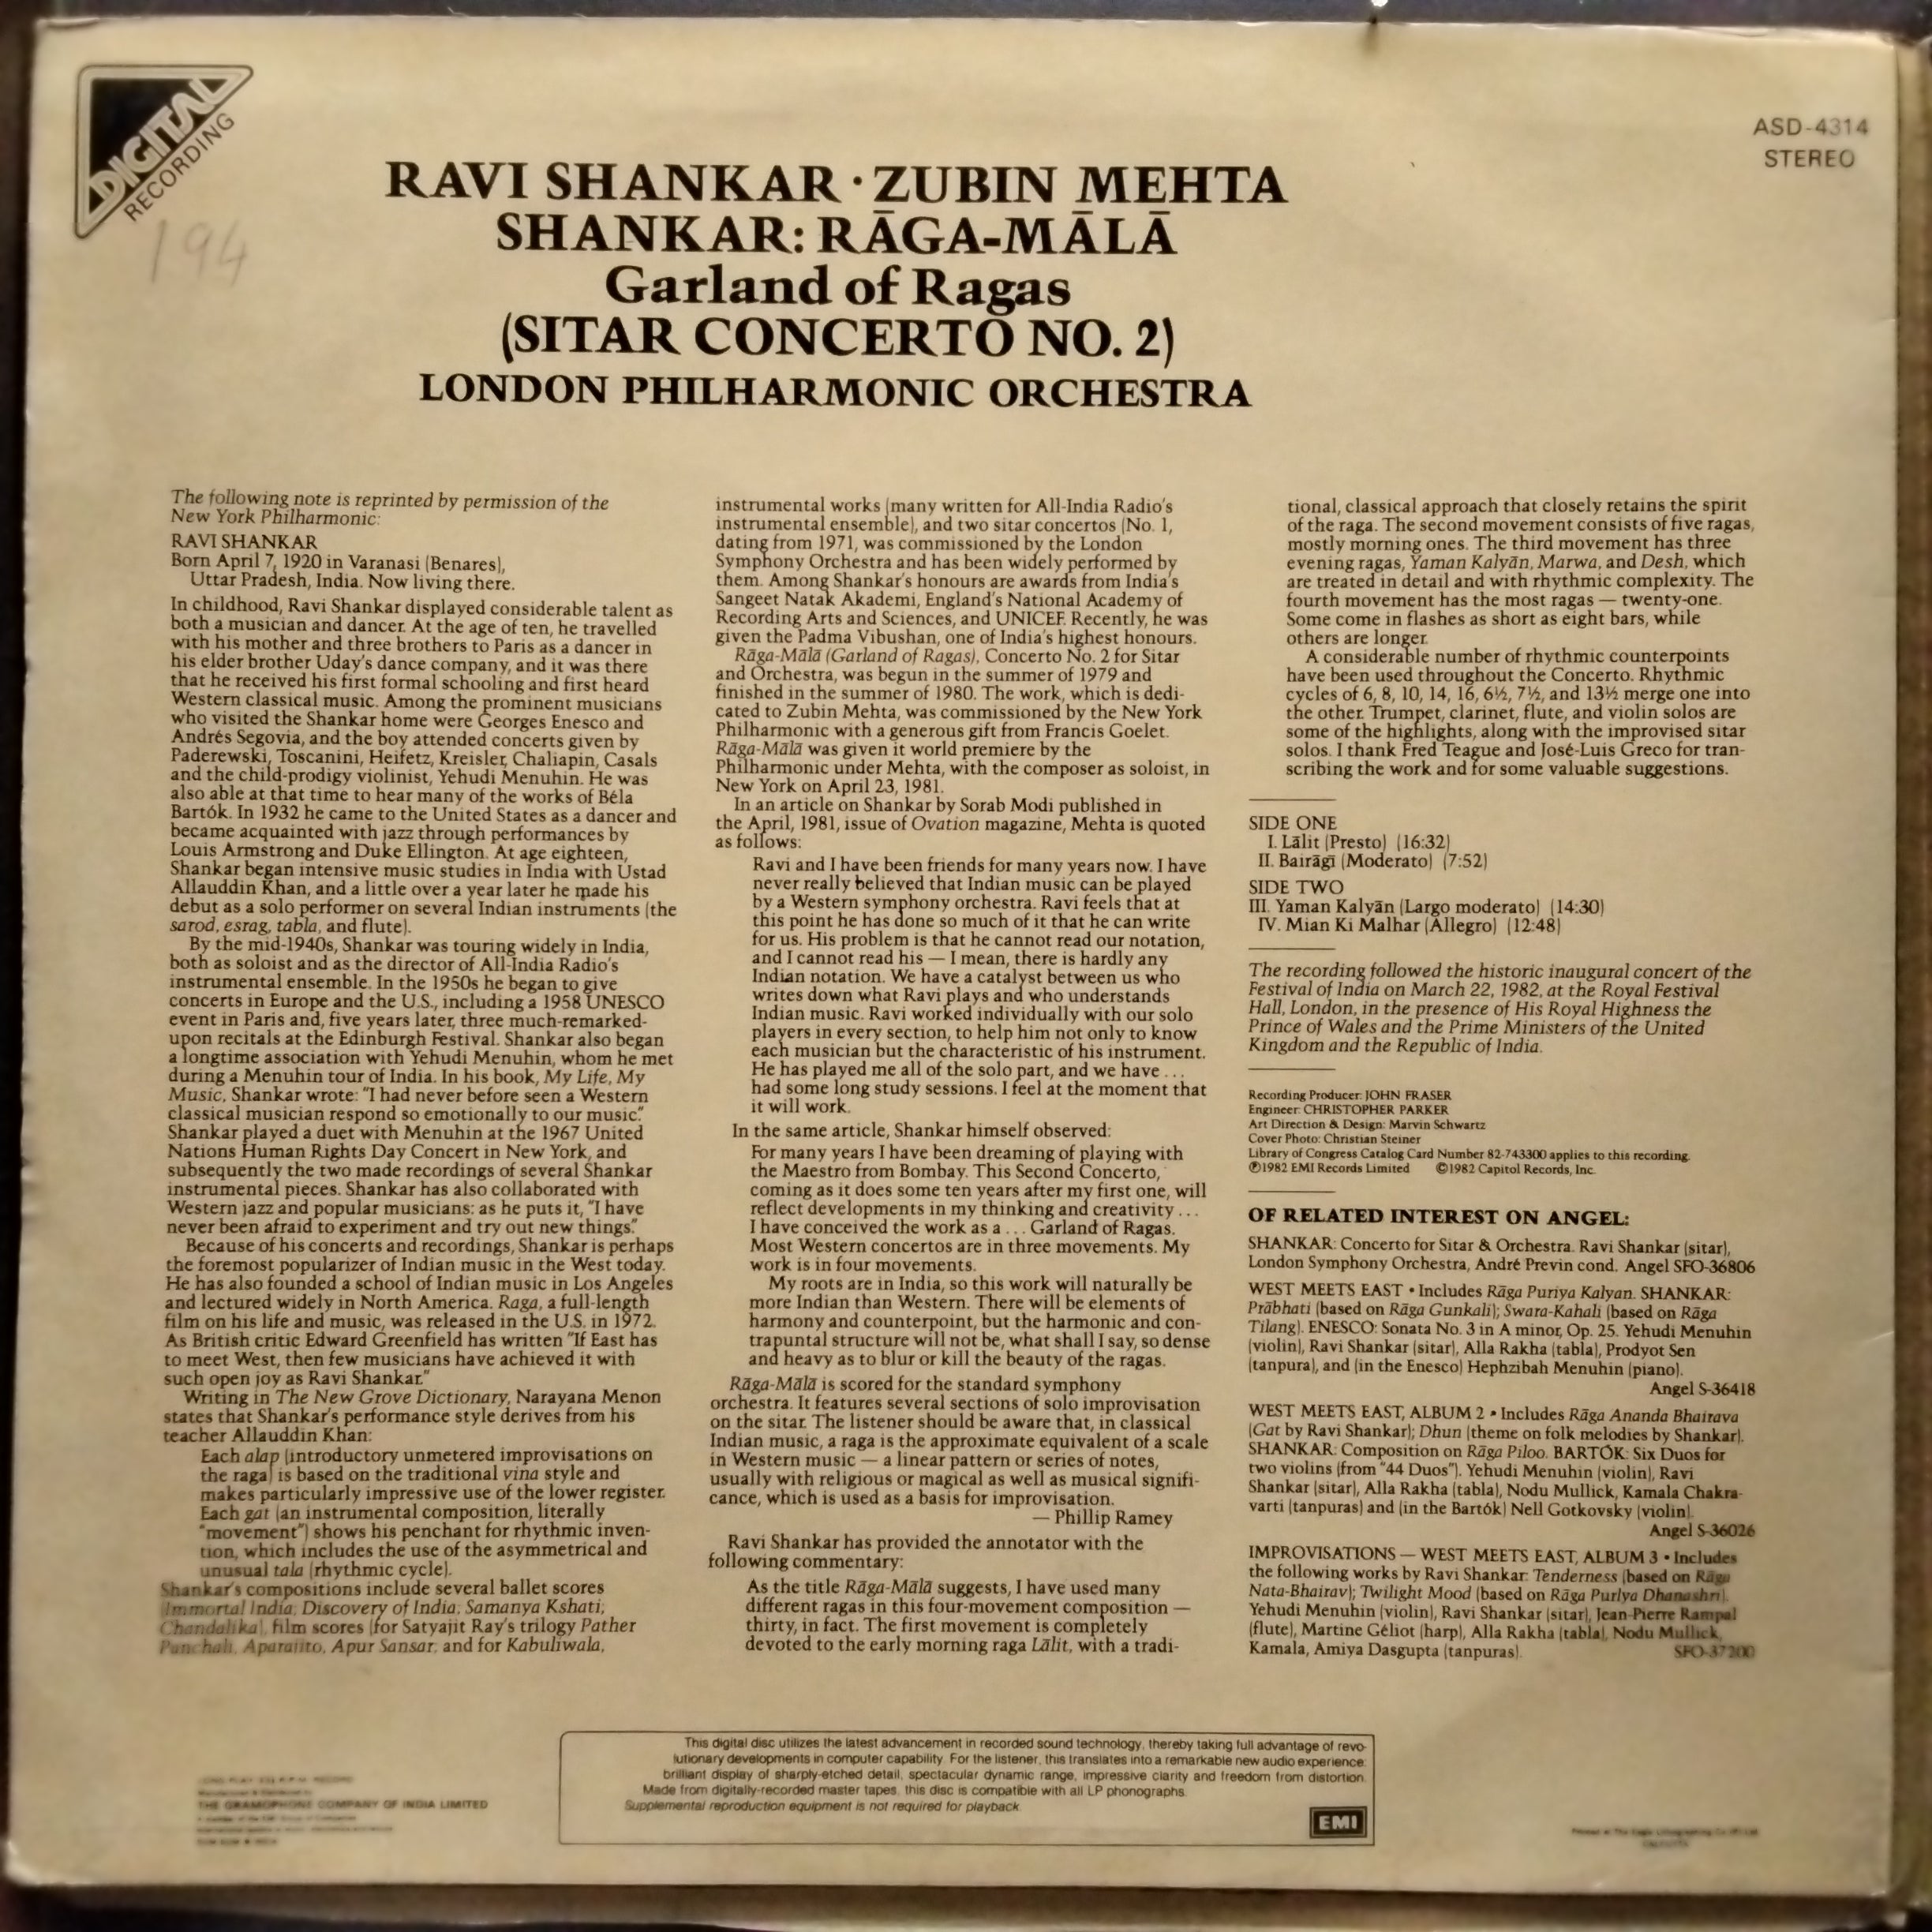 DIGITAL
RECORDING
194
ASD-4314
STEREO
RAVI SHANKAR · ZUBIN MEHTA
SHANKAR: RĀGA-MĀLĀ
Garland of Ragas
(SITAR CONCERTO NO. 2)
LONDON PHILHARMONIC ORCHESTRA
The following note is reprinted by permission of the
New York Philharmonic:
RAVI SHANKAR
Born April 7, 1920 in Varanasi (Benares),
Uttar Pradesh, India. Now living there.
In childhood, Ravi Shankar displayed considerable talent as
both a musician and dancer. At the age of ten, he travelled
with his mother and three brothers to Paris as a dancer in
his elder brother Uday's dance company, and it was there
that he received his first formal schooling and first heard
Western classical music. Among the prominent musicians
who visited the Shankar home were Georges Enesco and
Andrés Segovia, and the boy attended concerts given by
Paderewski, Toscanini, Heifetz, Kreisler, Chaliapin, Casals
and the child-prodigy violinist, Yehudi Menuhin. He was
also able at that time to hear many of the works of Béla
Bartók. In 1932 he came to the United States as a dancer and
became acquainted with jazz through performances by
Louis Armstrong and Duke Ellington. At age eighteen,
Shankar began intensive music studies in India with Ustad
Allauddin Khan, and a little over a year later he made his
debut as a solo performer on several Indian instruments (the
sarod, esrag, tabla, and flute).
By the mid-1940s, Shankar was touring widely in India,
both as soloist and as the director of All-India Radio's
instrumental ensemble. In the 1950s he began to give
concerts in Europe and the U.S., including a 1958 UNESCO
event in Paris and, five years later, three much-remarked-
upon recitals at the Edinburgh Festival. Shankar also began
a longtime association with Yehudi Menuhin, whom he met
during a Menuhin tour of India. In his book, My Life, My
Music, Shankar wrote: "I had never before seen a Western
classical musician respond so emotionally to our music."
Shankar played a duet with Menuhin at the 1967 United
Nations Human Rights Day Concert in New York, and
subsequently the two made recordings of several Shankar
instrumental pieces. Shankar has also collaborated with
Western jazz and popular musicians: as he puts it, "I have
never been afraid to experiment and try out new things."
Because of his concerts and recordings, Shankar is perhaps
the foremost popularizer of Indian music in the West today.
He has also founded a school of Indian music in Los Angeles
and lectured widely in North America. Raga, a full-length
film on his life and music, was released in the U.S. in 1972.
As British critic Edward Greenfield has written "If East has
to meet West, then few musicians have achieved it with
such open joy as Ravi Shankar."
Writing in The New Grove Dictionary, Narayana Menon
states that Shankar's performance style derives from his
teacher Allauddin Khan:
Each alap (introductory unmetered improvisations on
the raga) is based on the traditional vina style and
makes particularly impressive use of the lower register.
Each gat (an instrumental composition, literally
"movement") shows his penchant for rhythmic inven-
tion, which includes the use of the asymmetrical and
unusual tala (rhythmic cycle).
Shankar's compositions include several ballet scores
Immortal India, Discovery of India, Samanya Kshati,
Chandalika), film scores (for Satyajit Ray's trilogy Pather
Panchali, Aparajito, Apur Sansar, and for Kabuliwala,
instrumental works (many written for All-India Radio's
instrumental ensemble), and two sitar concertos (No. 1,
dating from 1971, was commissioned by the London
Symphony Orchestra and has been widely performed by
them. Among Shankar's honours are awards from India's
Sangeet Natak Akademi, England's National Academy of
Recording Arts and Sciences, and UNICEF. Recently, he was
given the Padma Vibushan, one of India's highest honours.
Rāga-Mālā (Garland of Ragas), Concerto No. 2 for Sitar
and Orchestra, was begun in the summer of 1979 and
finished in the summer of 1980. The work, which is dedi-
cated to Zubin Mehta, was commissioned by the New York
Philharmonic with a generous gift from Francis Goelet.
Rāga-Mālā was given it world premiere by the
Philharmonic under Mehta, with the composer as soloist, in
New York on April 23, 1981.
In an article on Shankar by Sorab Modi published in
the April, 1981, issue of Ovation magazine, Mehta is quoted
as follows:
Ravi and I have been friends for many years now. I have
never really believed that Indian music can be played
by a Western symphony orchestra. Ravi feels that at
this point he has done so much of it that he can write
for us. His problem is that he cannot read our notation,
and I cannot read his — I mean, there is hardly any
Indian notation. We have a catalyst between us who
writes down what Ravi plays and who understands
Indian music. Ravi worked individually with our solo
players in every section, to help him not only to know
each musician but the characteristic of his instrument.
He has played me all of the solo part, and we have . . .
had some long study sessions. I feel at the moment that
it will work.
In the same article, Shankar himself observed:
For many years I have been dreaming of playing with
the Maestro from Bombay. This Second Concerto,
coming as it does some ten years after my first one, will
reflect developments in my thinking and creativity . . .
I have conceived the work as a . . . Garland of Ragas.
Most Western concertos are in three movements. My
work is in four movements.
My roots are in India, so this work will naturally be
more Indian than Western. There will be elements of
harmony and counterpoint, but the harmonic and con-
trapuntal structure will not be, what shall I say, so dense
and heavy as to blur or kill the beauty of the ragas.
Rāga-Mālā is scored for the standard symphony
orchestra. It features several sections of solo improvisation
on the sitar. The listener should be aware that, in classical
Indian music, a raga is the approximate equivalent of a scale
in Western music — a linear pattern or series of notes,
usually with religious or magical as well as musical signifi-
cance, which is used as a basis for improvisation.
— Phillip Ramey
Ravi Shankar has provided the annotator with the
following commentary:
As the title Rāga-Mālā suggests, I have used many
different ragas in this four-movement composition —
thirty, in fact. The first movement is completely
devoted to the early morning raga Lālit, with a tradi-
tional, classical approach that closely retains the spirit
of the raga. The second movement consists of five ragas,
mostly morning ones. The third movement has three
evening ragas, Yaman Kalyān, Marwa, and Desh, which
are treated in detail and with rhythmic complexity. The
fourth movement has the most ragas — twenty-one.
Some come in flashes as short as eight bars, while
others are longer.
A considerable number of rhythmic counterpoints
have been used throughout the Concerto. Rhythmic
cycles of 6, 8, 10, 14, 16, 6½, 7½, and 13½ merge one into
the other. Trumpet, clarinet, flute, and violin solos are
some of the highlights, along with the improvised sitar
solos. I thank Fred Teague and José-Luis Greco for tran-
scribing the work and for some valuable suggestions.
SIDE ONE
I. Lālit (Presto) (16:32)
II. Bairāgī (Moderato) (7:52)
SIDE TWO
III. Yaman Kalyān (Largo moderato) (14:30)
IV. Mian Ki Malhar (Allegro) (12:48)
The recording followed the historic inaugural concert of the
Festival of India on March 22, 1982, at the Royal Festival
Hall, London, in the presence of His Royal Highness the
Prince of Wales and the Prime Ministers of the United
Kingdom and the Republic of India.
Recording Producer: JOHN FRASER
Engineer: CHRISTOPHER PARKER
Art Direction & Design: Marvin Schwartz
Cover Photo: Christian Steiner
Library of Congress Catalog Card Number 82-743300 applies to this recording.
℗1982 EMI Records Limited ©1982 Capitol Records, Inc.
OF RELATED INTEREST ON ANGEL:
SHANKAR: Concerto for Sitar & Orchestra. Ravi Shankar (sitar),
London Symphony Orchestra, André Previn cond. Angel SFO-36806
WEST MEETS EAST • Includes Rāga Puriya Kalyan. SHANKAR:
Prābhati (based on Rāga Gunkali); Swara-Kahali (based on Rāga
Tilang). ENESCO: Sonata No. 3 in A minor, Op. 25. Yehudi Menuhin
(violin), Ravi Shankar (sitar), Alla Rakha (tabla), Prodyot Sen
(tanpura), and (in the Enesco) Hephzibah Menuhin (piano).
Angel S-36418
WEST MEETS EAST, ALBUM 2 • Includes Rāga Ananda Bhairava
(Gat by Ravi Shankar); Dhun (theme on folk melodies by Shankar).
SHANKAR: Composition on Rāga Piloo. BARTÓK: Six Duos for
two violins (from "44 Duos"). Yehudi Menuhin (violin), Ravi
Shankar (sitar), Alla Rakha (tabla), Nodu Mullick, Kamala Chakra-
varti (tanpuras) and (in the Bartók) Nell Gotkovsky (violin).
Angel S-36026
IMPROVISATIONS — WEST MEETS EAST, ALBUM 3 • Includes
the following works by Ravi Shankar: Tenderness (based on Rāga
Nata-Bhairav); Twilight Mood (based on Rāga Purlya Dhanashri).
Yehudi Menuhin (violin), Ravi Shankar (sitar), Jean-Pierre Rampal
(flute), Martine Géliot (harp), Alla Rakha (tabla), Nodu Mullick,
Kamala, Amiya Dasgupta (tanpuras). SFO-37200
This digital disc utilizes the latest advancement in recorded sound technology, thereby taking full advantage of revo-
lutionary developments in computer capability. For the listener, this translates into a remarkable new audio experience:
brilliant display of sharply-etched detail, spectacular dynamic range, impressive clarity and freedom from distortion.
Made from digitally-recorded master tapes, this disc is compatible with all LP phonographs.
Supplemental reproduction equipment is not required for playback.
EMI
THE GRAMOPHONE COMPANY OF INDIA LIMITED